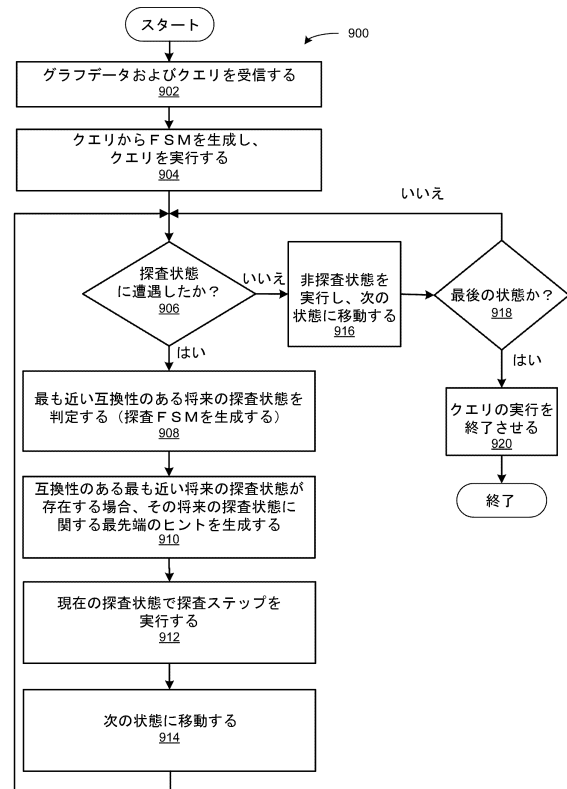 スタート
900
グラフデータおよびクエリを受信する
902
クエリからFSMを生成し、
クエリを実行する
904
いいえ
探査状態
に遭遇したか?
906
いいえ
非探査状態を
実行し、次の
状態に移動する
916
最後の状態か?
918
はい
はい
最も近い互換性のある将来の探査状態を
判定する(探査FSMを生成する)
908
クエリの実行を
終了させる
920
終了
互換性のある最も近い将来の探査状態が
存在する場合、その将来の探査状態に
関する最先端のヒントを生成する
910
現在の探査状態で探査ステップを
実行する
912
次の状態に移動する
914